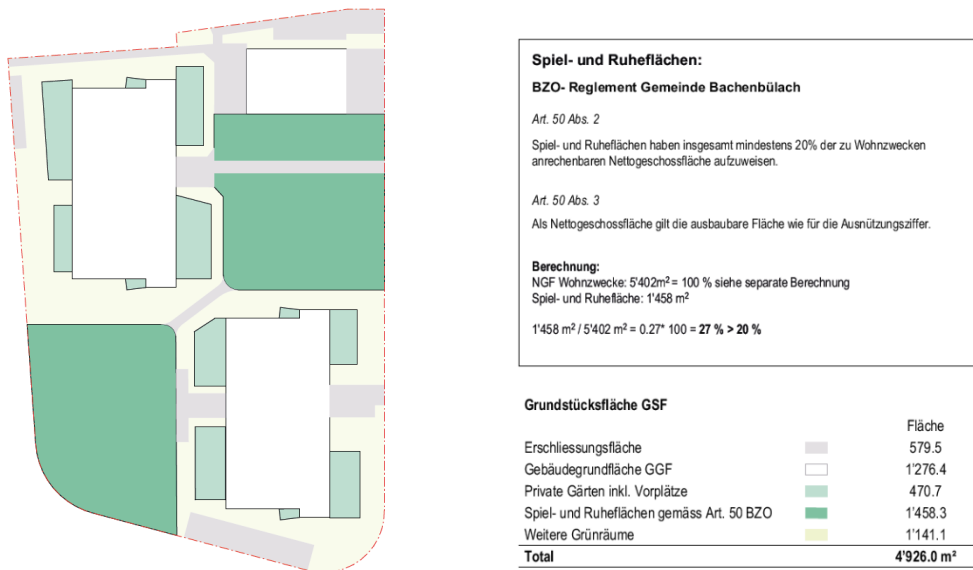 Spiel- und Ruheflächen:
BZO- Reglement Gemeinde Bachenbülach
Art. 50 Abs. 2
Spiel- und Ruheflächen haben insgesamt mindestens 20% der zu Wohnzwecken
anrechenbaren Nettogeschossfläche aufzuweisen.
Art. 50 Abs. 3
Als Nettogeschossfläche gilt die ausbaubare Fläche wie für die Ausnützungsziffer.
Berechnung:
NGF Wohnzwecke: 5'402m² = 100 % siehe separate Berechnung
Spiel- und Ruhefläche: 1'458 m²
1'458 m² / 5'402 m² = 0.27* 100 = 27 % > 20 %
Grundstücksfläche GSF
Fläche
Erschliessungsfläche 579.5
Gebäudegrundfläche GGF 1'276.4
Private Gärten inkl. Vorplätze 470.7
Spiel- und Ruheflächen gemäss Art. 50 BZO 1'458.3
Weitere Grünräume 1'141.1
Total 4'926.0 m²